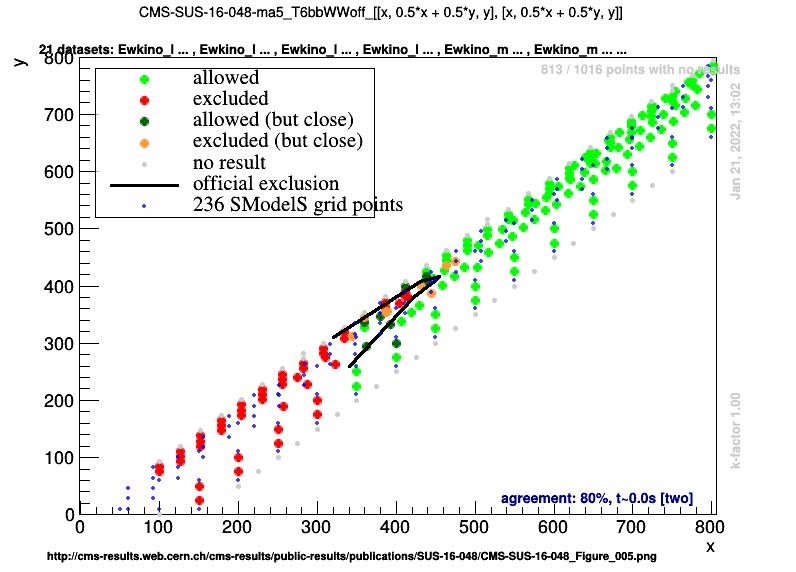 CMS-SUS-16-048-ma5_T6bbWWoff_[[x, 0.5*x + 0.5*y, y], [x, 0.5*x + 0.5*y, y]]
21 datasets: Ewkino_l ... , Ewkino_l ... , Ewkino_l ... , Ewkino_l ... , Ewkino_m ... , Ewkino_m ... ...
y
813 / 1016 points with no results
allowed
excluded
allowed (but close)
excluded (but close)
no result
official exclusion
236 SModelS grid points
Jan 21, 2022, 13:02
k-factor 1.00
800
700
600
500
400
300
200
100
0
agreement: 80%, t~0.0s [two]
0 100 200 300 400 500 600 700 800
x
http://cms-results.web.cern.ch/cms-results/public-results/publications/SUS-16-048/CMS-SUS-16-048_Figure_005.png